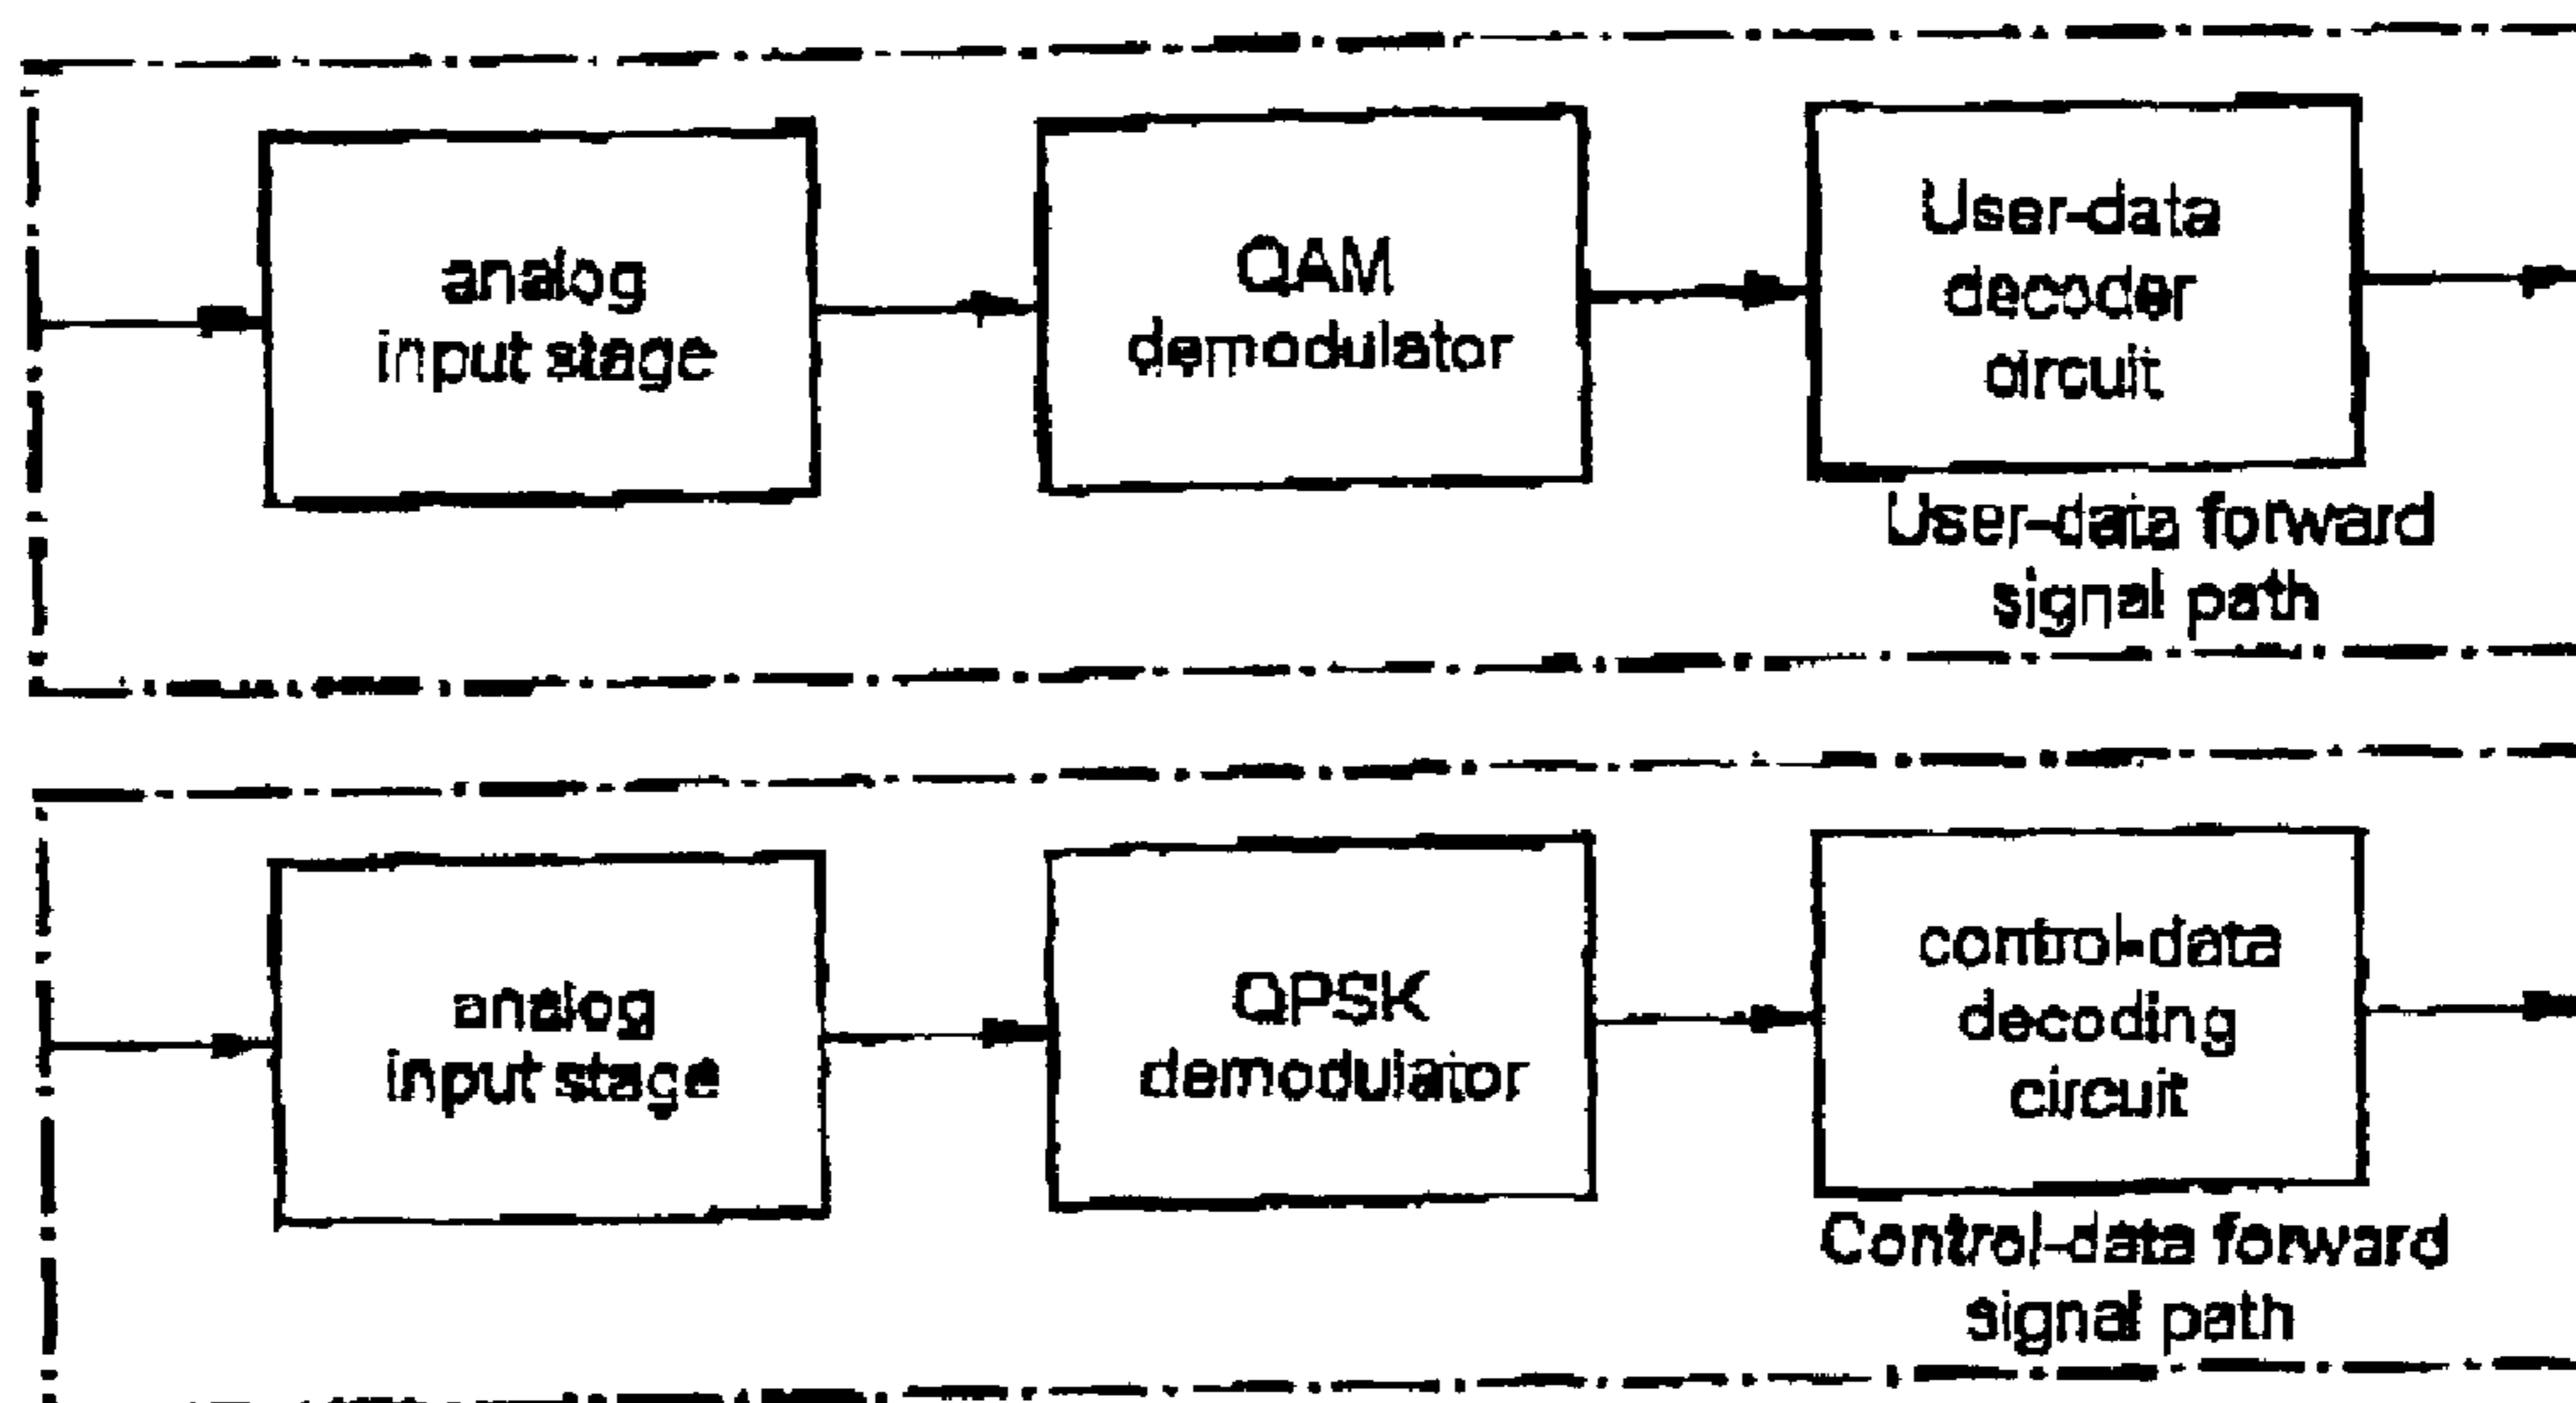 analog
input stage
QAM
demodulator
User-data
decoder
circuit
User-data forward
signal path
analog
input stage
QPSK
demodulator
control-data
decoding
circuit
Control-data forward
signal path